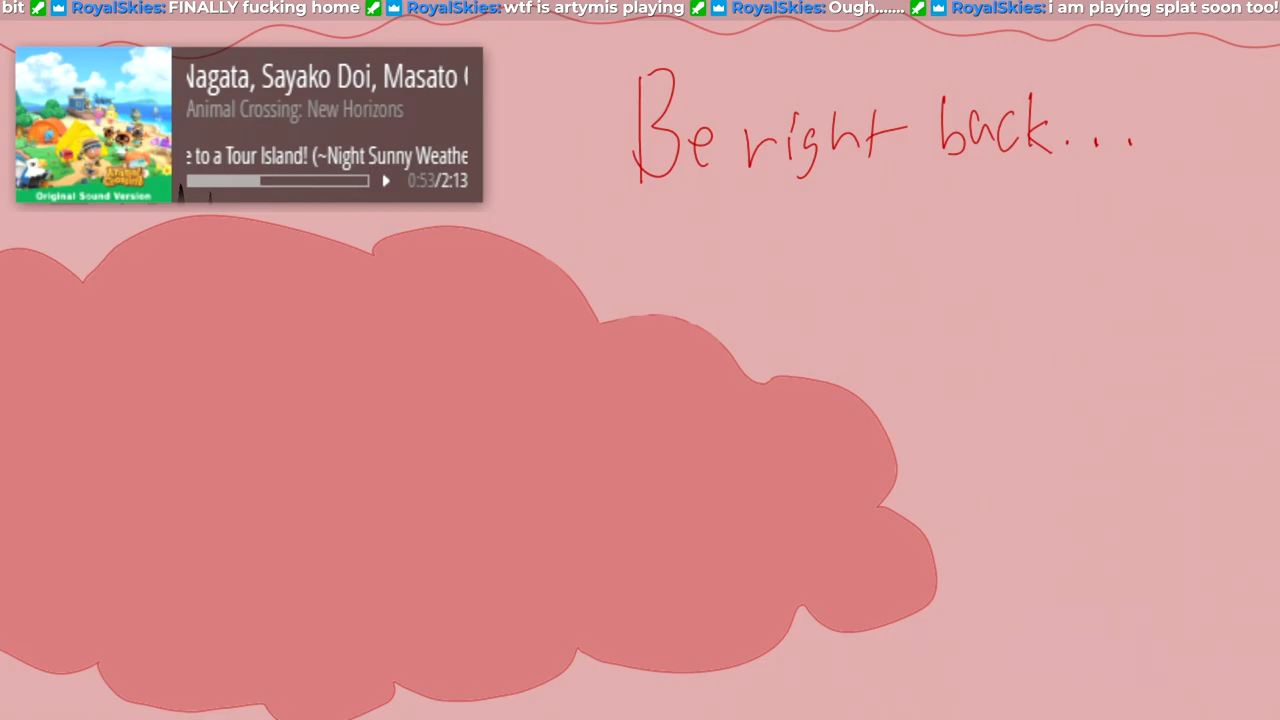 bit RoyalSkies: FINALLY fucking home RoyalSkies: wtf is artymis playing RoyalSkies: Ough....... RoyalSkies: i am playing splat soon too!
Nagata, Sayako Doi, Masato
Animal Crossing: New Horizons
e to a Tour Island! (~Night Sunny Weathe
0:53/2:13
Animal Crossing
Original Sound Version
Be right back...